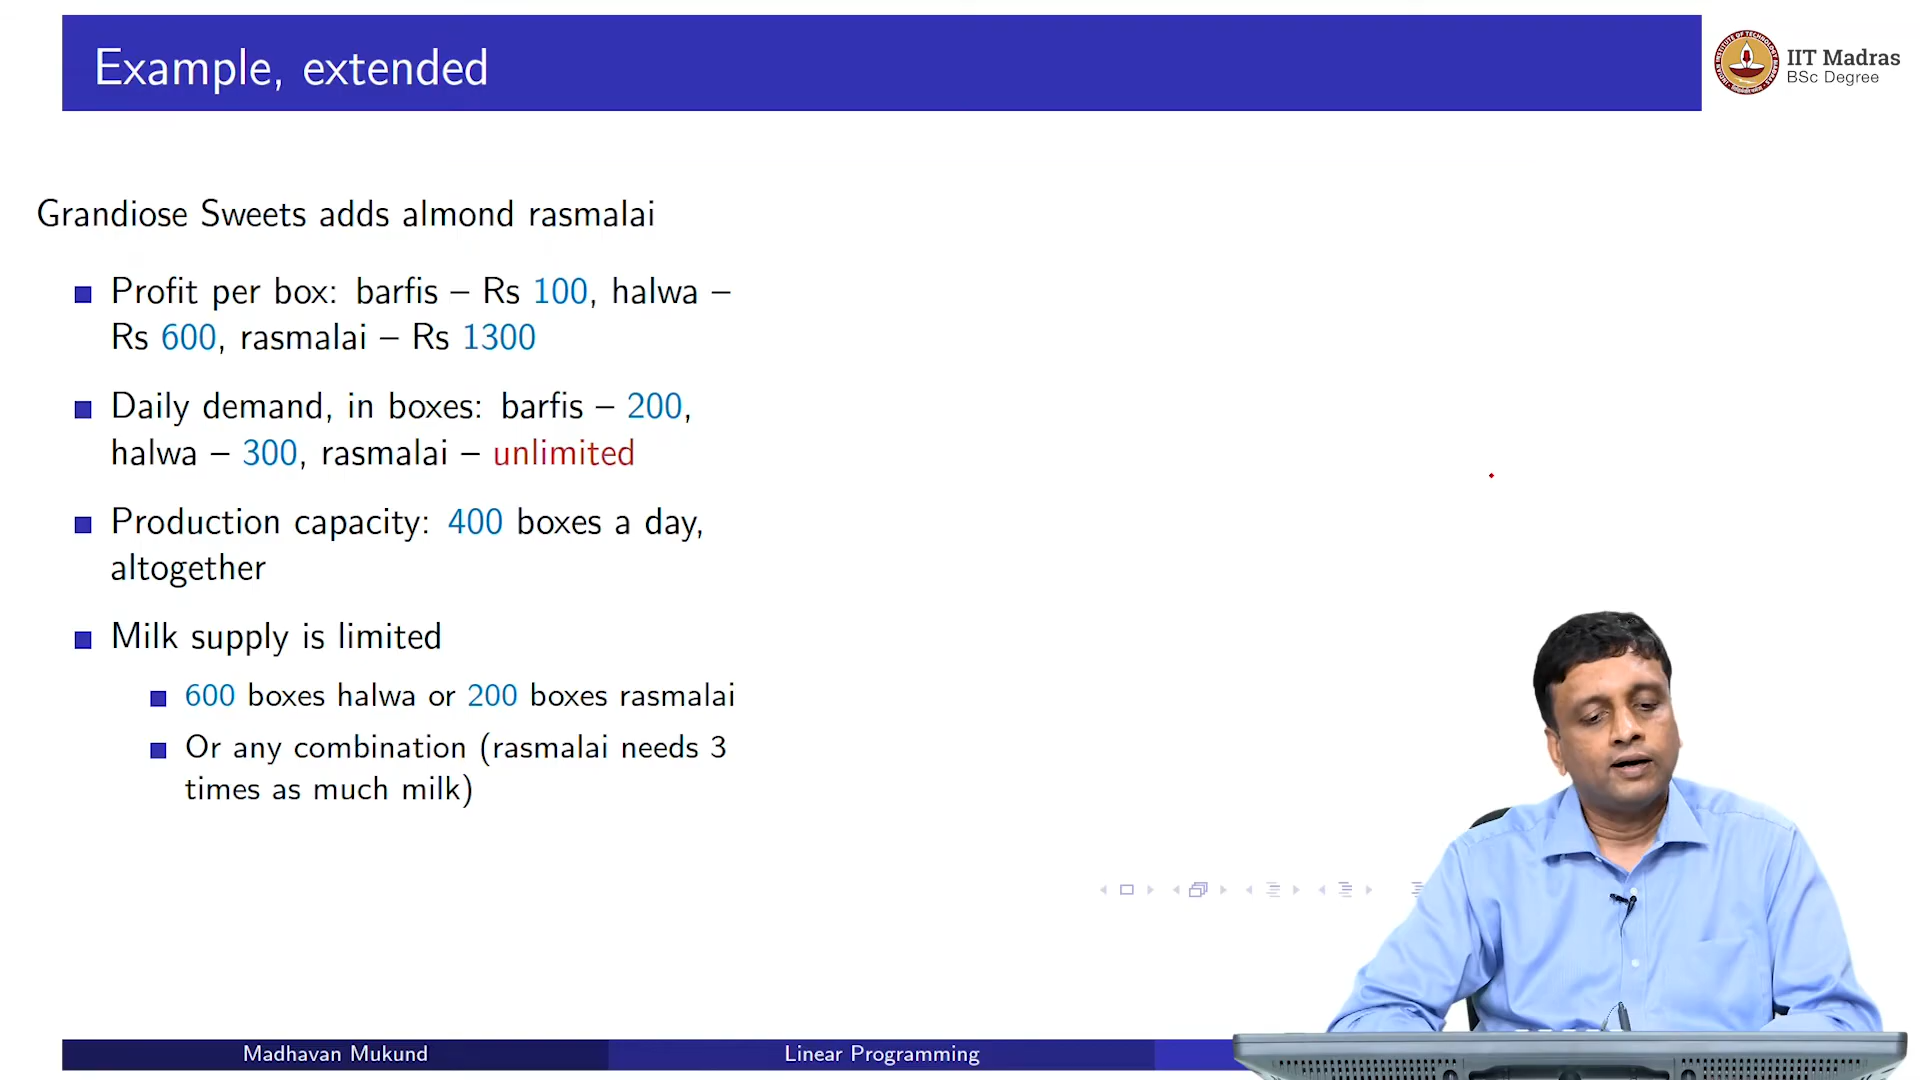 Example, extended
IIT Madras
BSc Degree
Grandiose Sweets adds almond rasmalai
Profit per box: barfis – Rs 100, halwa –
Rs 600, rasmalai – Rs 1300
Daily demand, in boxes: barfis – 200,
halwa – 300, rasmalai – unlimited
Production capacity: 400 boxes a day,
altogether
Milk supply is limited
600 boxes halwa or 200 boxes rasmalai
Or any combination (rasmalai needs 3
times as much milk)
Madhavan Mukund
Linear Programming